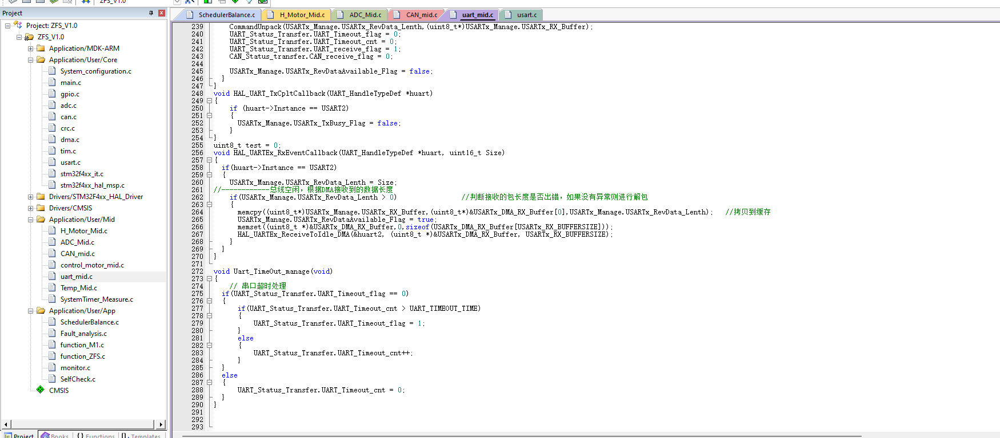 ZFS_V1.0
Project
Project: ZFS_V1.0
ZFS_V1.0
Application/MDK-ARM
Application/User/Core
System_configuration.c
main.c
gpio.c
adc.c
can.c
crc.c
dma.c
tim.c
usart.c
stm32f4xx_it.c
stm32f4xx_hal_msp.c
Drivers/STM32F4xx_HAL_Driver
Drivers/CMSIS
Application/User/Mid
H_Motor_Mid.c
ADC_Mid.c
CAN_mid.c
control_motor_mid.c
uart_mid.c
Temp_Mid.c
SystemTimer_Measure.c
Application/User/App
SchedulerBalance.c
Fault_analysis.c
function_M1.c
function_ZFS.c
monitor.c
SelfCheck.c
CMSIS
Project Books {} Functions Templates
SchedulerBalance.c H_Motor_Mid.c ADC_Mid.c CAN_mid.c uart_mid.c usart.c
239 CommandUnpack(USARTx_Manage.USARTx_RevData_Lenth,(uint8_t*)USARTx_Manage.USARTx_RX_Buffer);
240 UART_Status_Transfer.UART_Timeout_flag = 0;
241 UART_Status_Transfer.UART_Timeout_cnt = 0;
242 UART_Status_Transfer.UART_receive_flag = 1;
243 CAN_Status_transfer.CAN_receive_flag = 0;
244
245 USARTx_Manage.USARTx_RevDataAvailable_Flag = false;
246 }
247 }
248 void HAL_UART_TxCpltCallback(UART_HandleTypeDef *huart)
249 {
250 if (huart->Instance == USART2)
251 {
252 USARTx_Manage.USARTx_TxBusy_Flag = false;
253 }
254 }
255 uint8_t test = 0;
256 void HAL_UARTEx_RxEventCallback(UART_HandleTypeDef *huart, uint16_t Size)
257 {
258 if(huart->Instance == USART2)
259 {
260 USARTx_Manage.USARTx_RevData_Lenth = Size;
261 //------------总线空闲，根据DMA接收到的数据长度
262 if(USARTx_Manage.USARTx_RevData_Lenth > 0) //判断接收的包长度是否出错，如果没有异常则进行解包
263 {
264 memcpy((uint8_t*)USARTx_Manage.USARTx_RX_Buffer,(uint8_t*)&USARTx_DMA_RX_Buffer[0],USARTx_Manage.USARTx_RevData_Lenth); //拷贝到缓存
265 USARTx_Manage.USARTx_RevDataAvailable_Flag = true;
266 memset((uint8_t *)&USARTx_DMA_RX_Buffer,0,sizeof(USARTx_DMA_RX_Buffer[USARTx_RX_BUFFERSIZE]));
267 HAL_UARTEx_ReceiveToIdle_DMA(&huart2, (uint8_t *)&USARTx_DMA_RX_Buffer, USARTx_RX_BUFFERSIZE);
268 }
269 }
270 }
271
272 void Uart_TimeOut_manage(void)
273 {
274 // 串口超时处理
275 if(UART_Status_Transfer.UART_Timeout_flag == 0)
276 {
277 if(UART_Status_Transfer.UART_Timeout_cnt > UART_TIMEOUT_TIME)
278 {
279 UART_Status_Transfer.UART_Timeout_flag = 1;
280 }
281 else
282 {
283 UART_Status_Transfer.UART_Timeout_cnt++;
284 }
285 }
286 else
287 {
288 UART_Status_Transfer.UART_Timeout_cnt = 0;
289 }
290 }
291
292
293